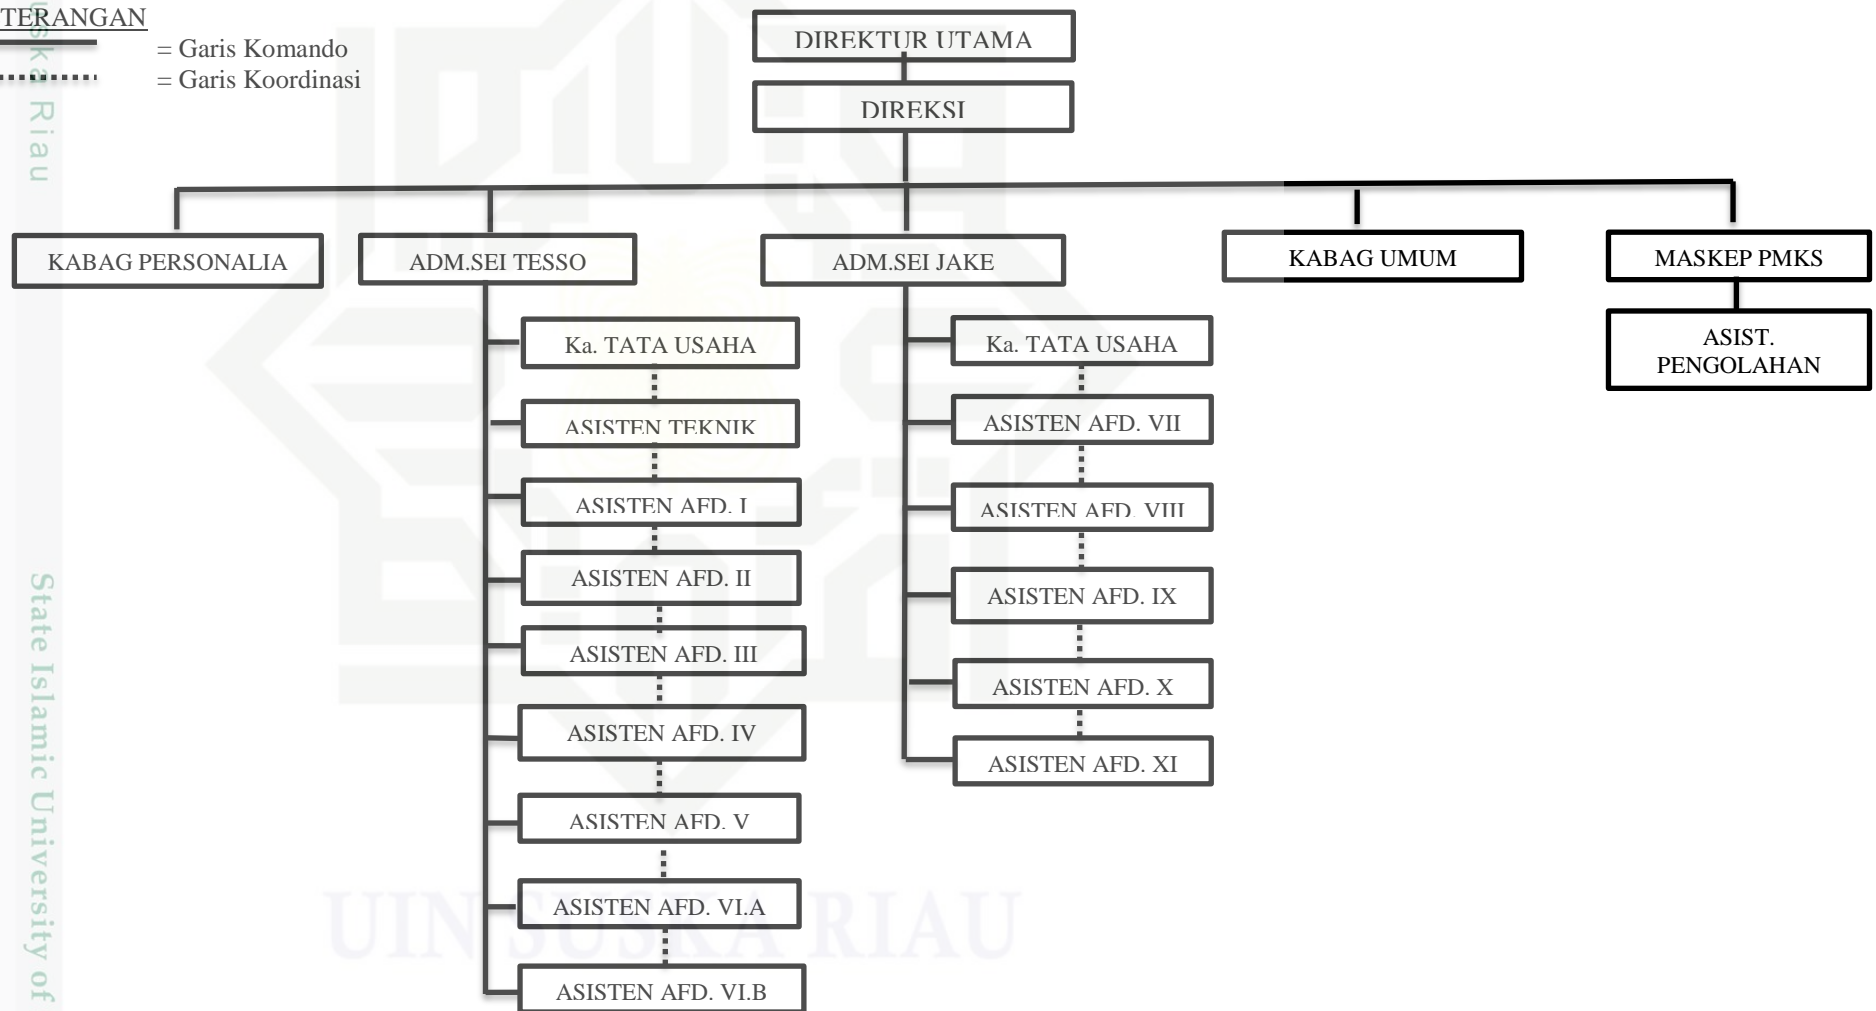 TERANGAN
= Garis Komando
= Garis Koordinasi
DIREKTUR UTAMA
DIREKSI
KABAG PERSONALIA
ADM.SEI TESSO
ADM.SEI JAKE
KABAG UMUM
MASKEP PMKS
Ka. TATA USAHA
ASISTEN TEKNIK
ASISTEN AFD. I
ASISTEN AFD. II
ASISTEN AFD. III
ASISTEN AFD. IV
ASISTEN AFD. V
ASISTEN AFD. VI.A
ASISTEN AFD. VI.B
Ka. TATA USAHA
ASISTEN AFD. VII
ASISTEN AFD. VIII
ASISTEN AFD. IX
ASISTEN AFD. X
ASISTEN AFD. XI
ASIST.
PENGOLAHAN
uska Riau
State Islamic University of
UIN SUSKA RIAU